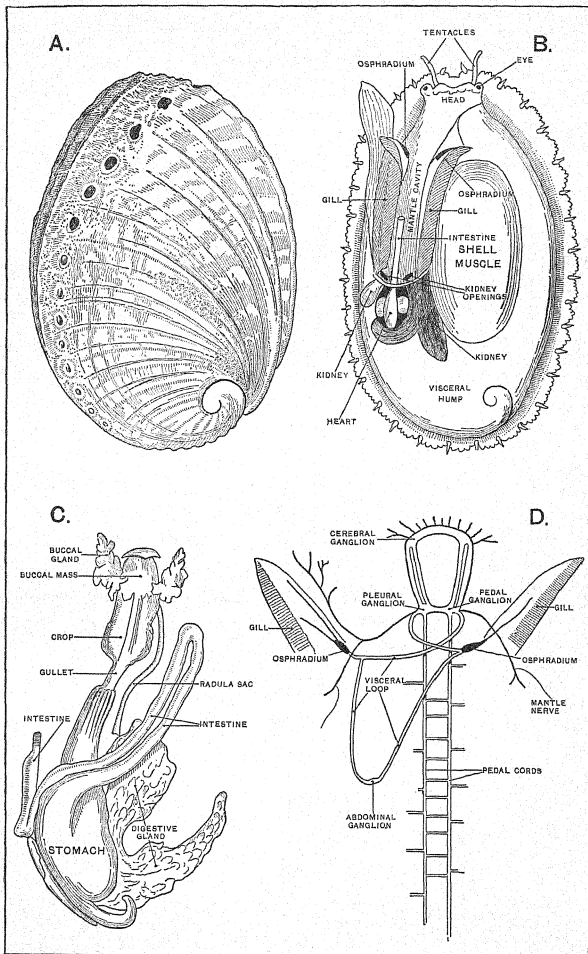 A.
B.
TENTACLES
OSPHRADIUM
EYE
HEAD
MANTLE CAVITY
OSPHRADIUM
GILL
GILL
INTESTINE
SHELL
MUSCLE
KIDNEY
OPENINGS
KIDNEY
KIDNEY
VISCERAL
HUMP
HEART
C.
D.
BUCCAL
GLAND
BUCCAL MASS
CROP
GULLET
RADULA SAC
INTESTINE
INTESTINE
DIGESTIVE
GLAND
STOMACH
CEREBRAL
GANGLION
PLEURAL
GANGLION
PEDAL
GANGLION
GILL
GILL
OSPHRADIUM
OSPHRADIUM
VISCERAL
LOOP
MANTLE
NERVE
PEDAL CORDS
ABDOMINAL
GANGLION